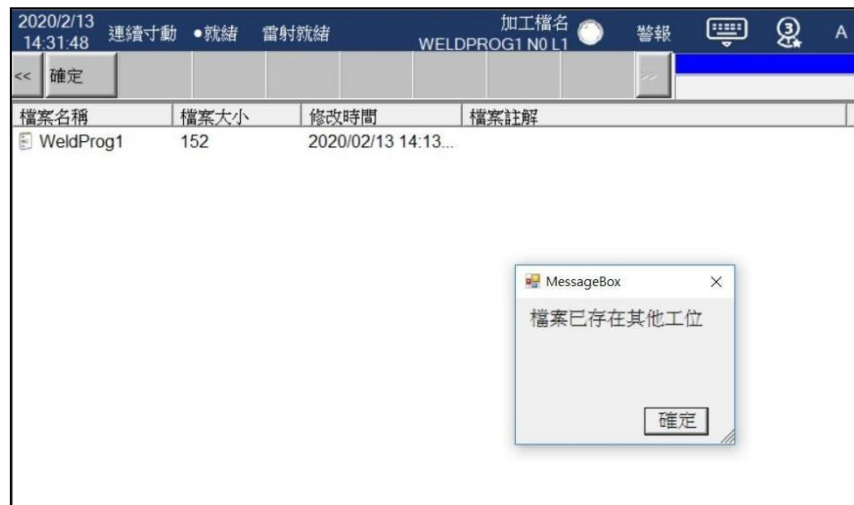 2020/2/13
14:31:48
連續寸動 ●就緒 雷射就緒
加工檔名
WELDPROG1 N0 L1
警報
3
A
<< 確定 >>
檔案名稱 檔案大小 修改時間 檔案註解
WeldProg1 152 2020/02/13 14:13...
MessageBox
檔案已存在其他工位
確定